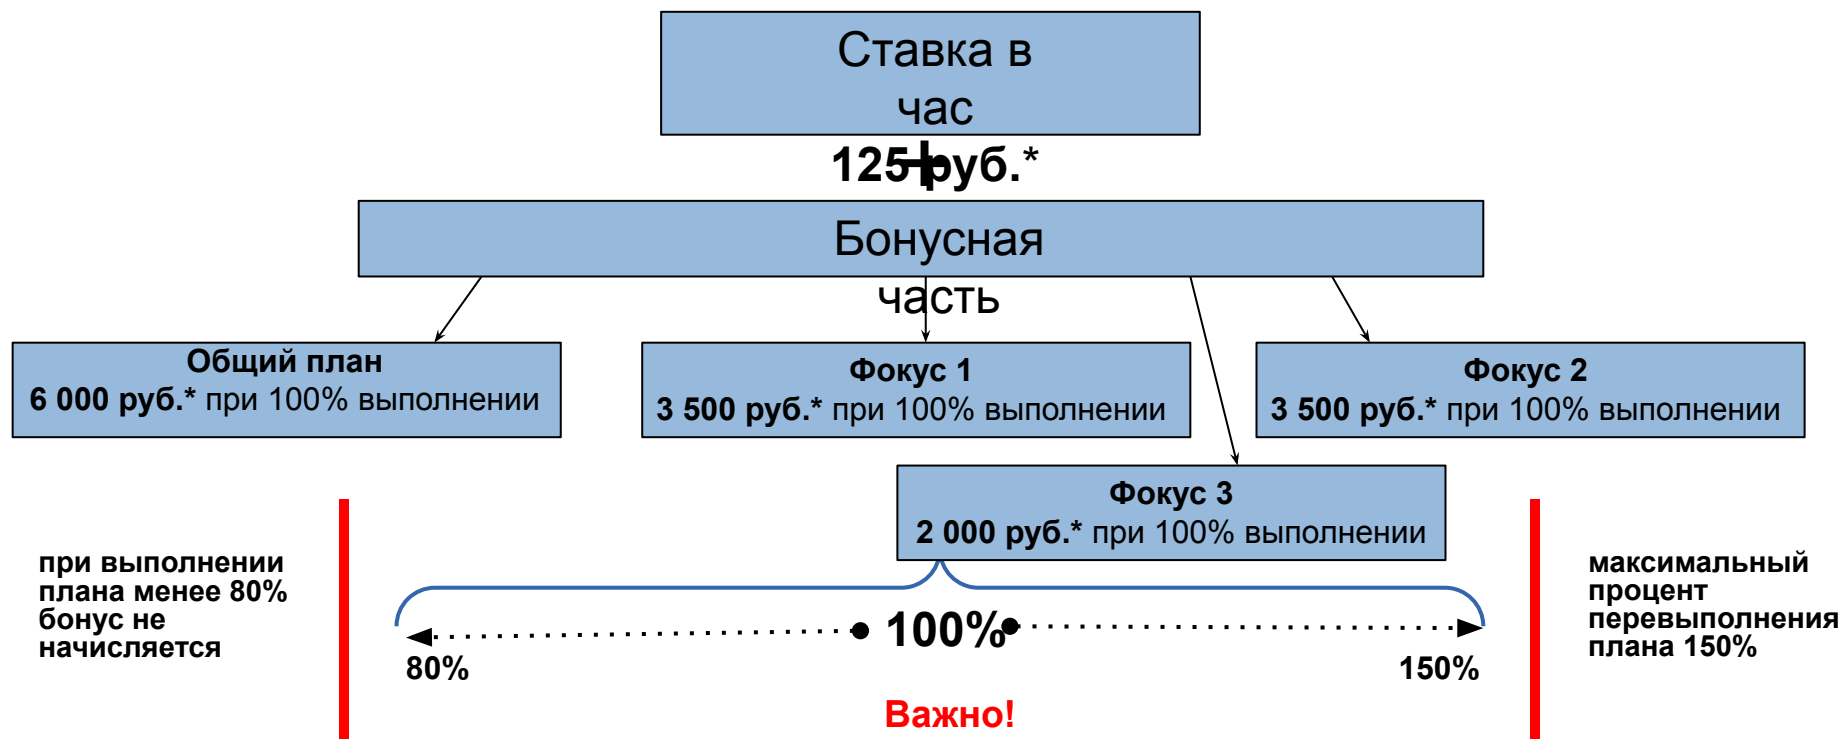 Ставка в
час
125 руб.*
+
Бонусная
часть
Общий план
6 000 руб.* при 100% выполнении
Фокус 1
3 500 руб.* при 100% выполнении
Фокус 2
3 500 руб.* при 100% выполнении
Фокус 3
2 000 руб.* при 100% выполнении
при выполнении
плана менее 80%
бонус не
начисляется
100%
80%
150%
максимальный
процент
перевыполнения
плана 150%
Важно!